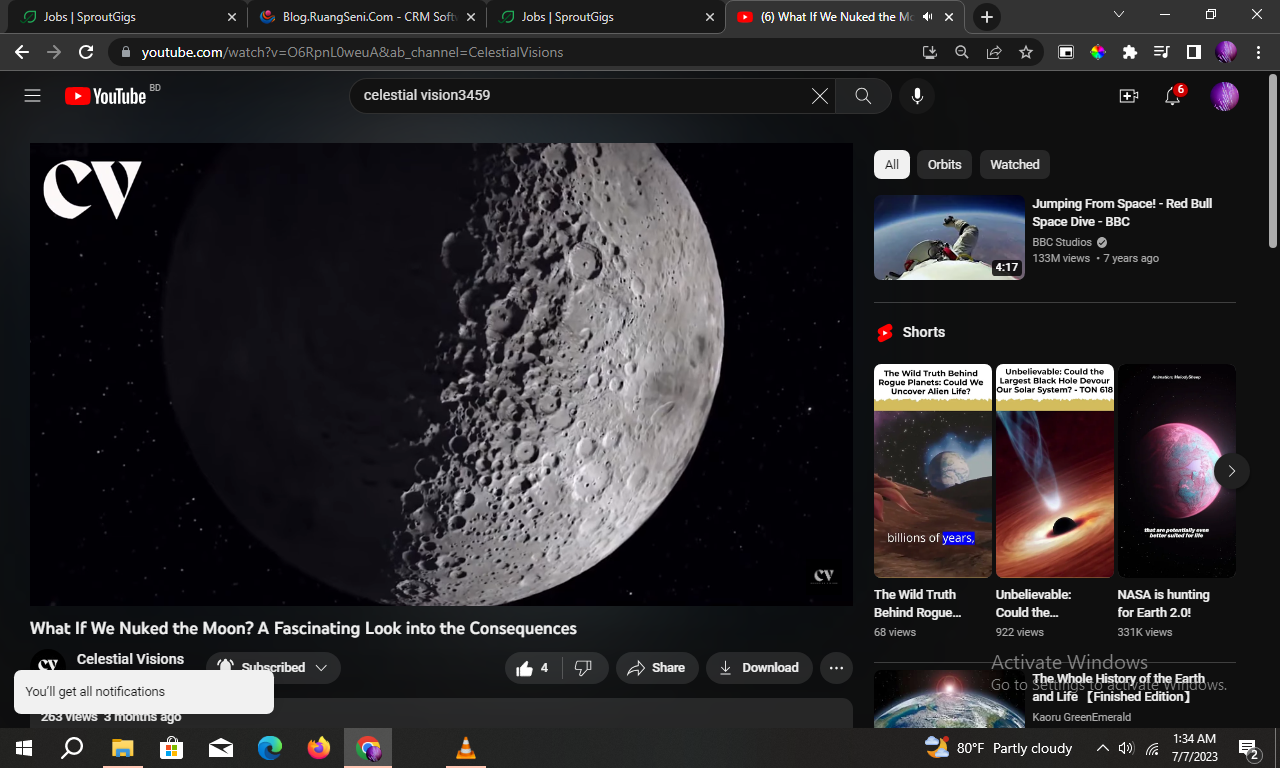 Jobs | SproutGigs
Blog.RuangSeni.Com - CRM Softw
Jobs | SproutGigs
(6) What If We Nuked the Mo
youtube.com/watch?v=O6RpnL0weuA&ab_channel=CelestialVisions
YouTube BD
celestial vision3459
6
CV
All
Orbits
Watched
Jumping From Space! - Red Bull
Space Dive - BBC
BBC Studios
133M views • 7 years ago
4:17
Shorts
The Wild Truth Behind
Rogue Planets: Could We
Uncover Alien Life?
billions of years,
Unbelievable: Could the
Largest Black Hole Devour
Our Solar System? - TON 618
Animation: MelodySheep
that are potentially even
better suited for life
The Wild Truth
Behind Rogue...
68 views
Unbelievable:
Could the...
922 views
NASA is hunting
for Earth 2.0!
331K views
CV
What If We Nuked the Moon? A Fascinating Look into the Consequences
CV
Celestial Visions
Subscribed
4
Share
Download
You'll get all notifications
263 views 3 months ago
The Whole History of the Earth
and Life 【Finished Edition】
Kaoru GreenEmerald
Activate Windows
Go to Settings to activate Windows.
80°F Partly cloudy
1:34 AM
7/7/2023
2